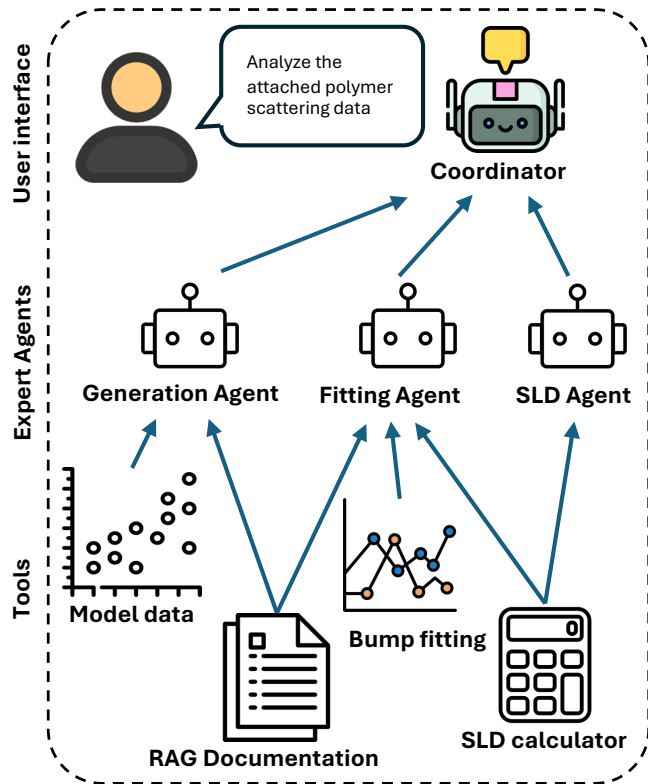 User interface
Analyze the
attached polymer
scattering data
Coordinator
Expert Agents
Generation Agent
Fitting Agent
SLD Agent
Tools
Model data
Bump fitting
0
RAG Documentation
SLD calculator